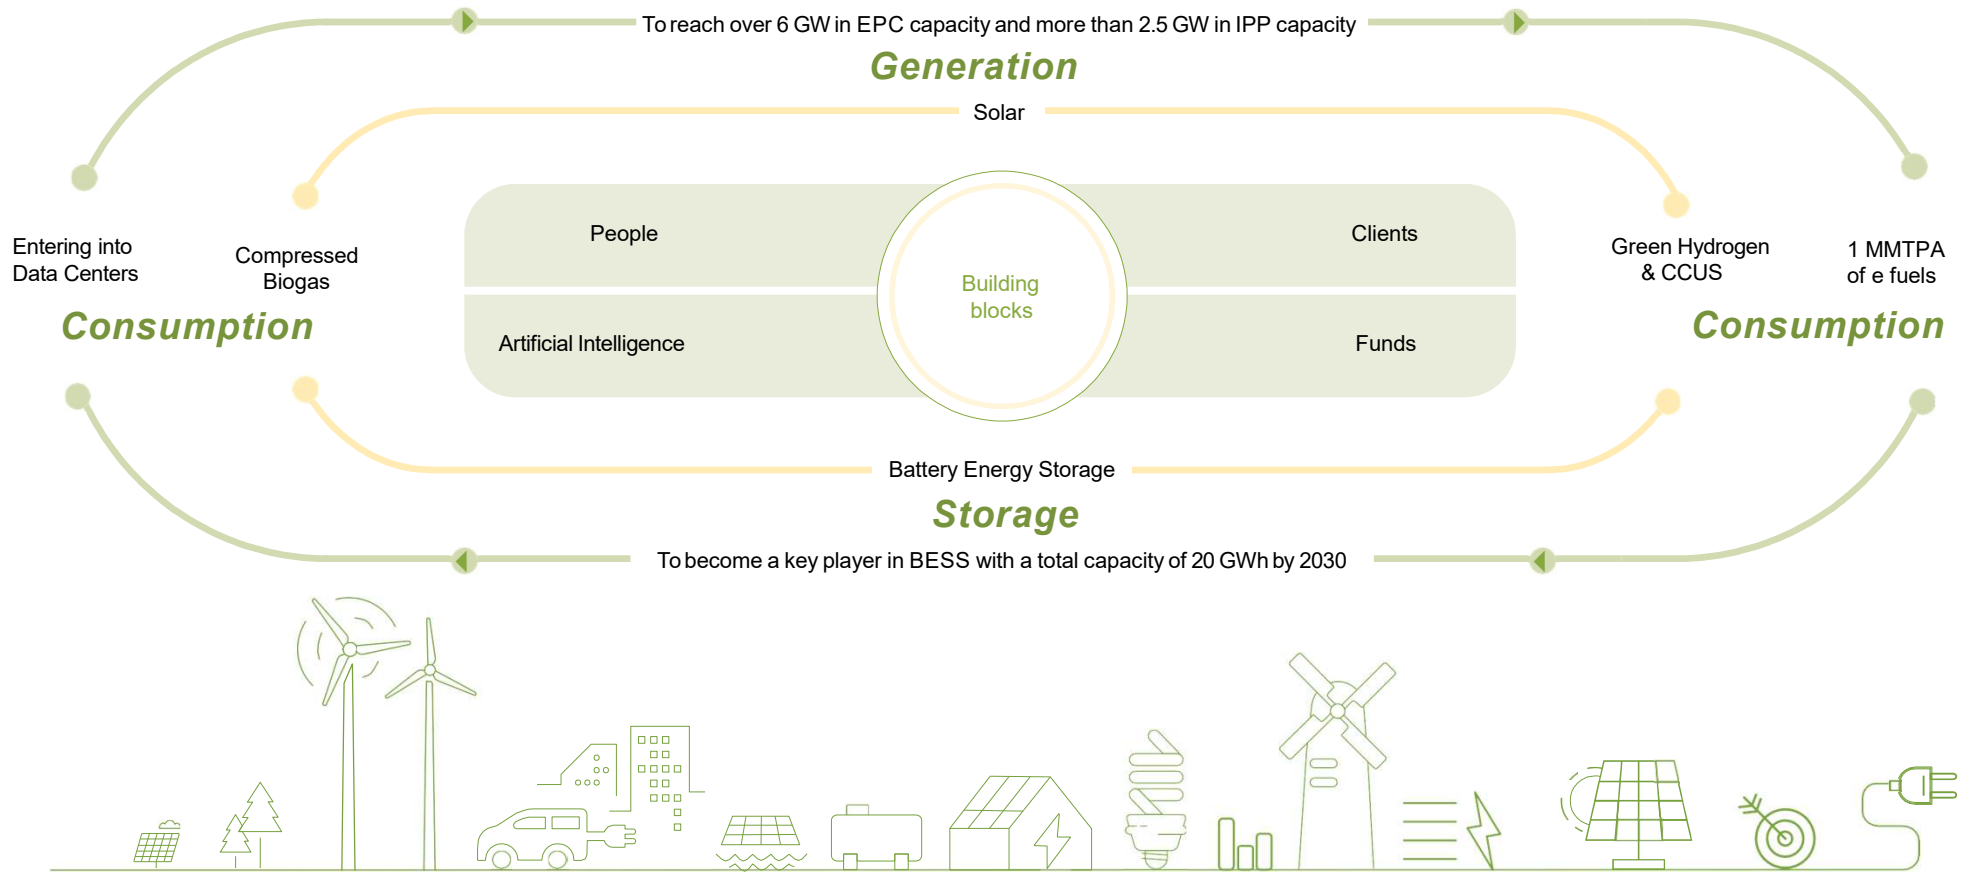 To reach over 6 GW in EPC capacity and more than 2.5 GW in IPP capacity
Generation
Solar
Entering into
Data Centers
Compressed
Biogas
Consumption
People
Artificial Intelligence
Building
blocks
Clients
Funds
Green Hydrogen
& CCUS
1 MMTPA
of e fuels
Consumption
Battery Energy Storage
Storage
To become a key player in BESS with a total capacity of 20 GWh by 2030